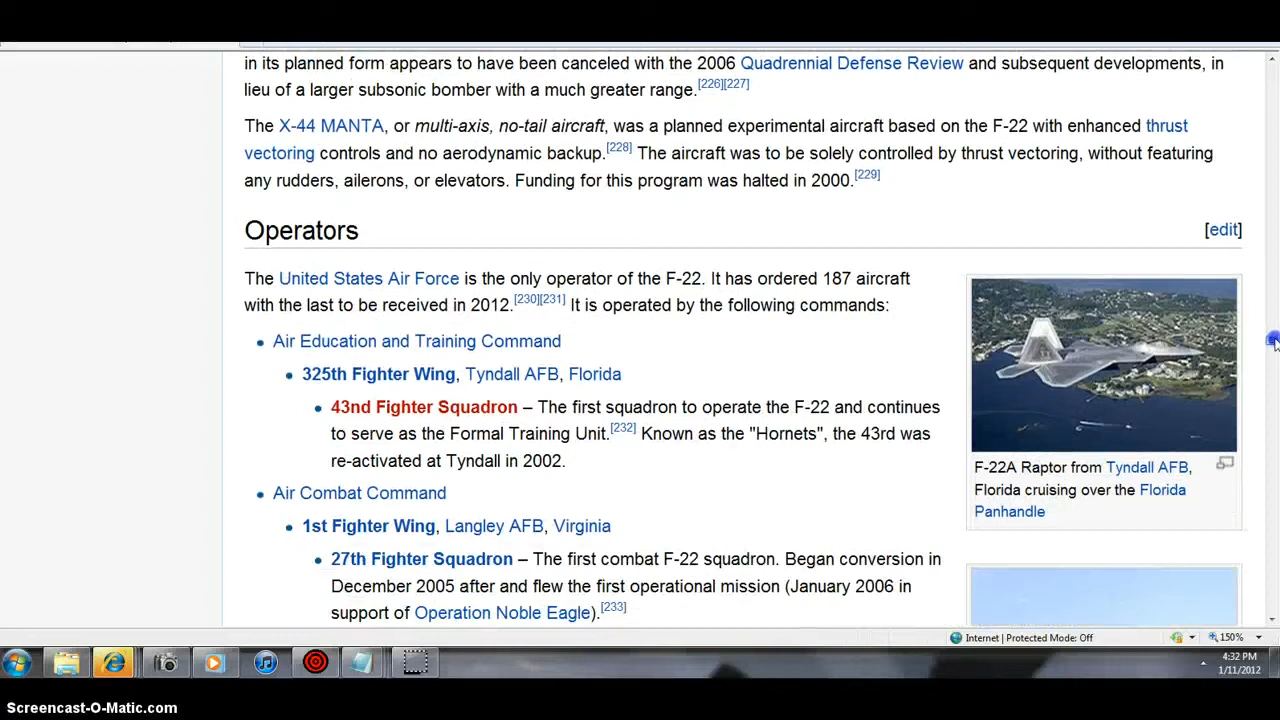 in its planned form appears to have been canceled with the 2006 Quadrennial Defense Review and subsequent developments, in
lieu of a larger subsonic bomber with a much greater range.[226][227]
The X-44 MANTA, or multi-axis, no-tail aircraft, was a planned experimental aircraft based on the F-22 with enhanced thrust
vectoring controls and no aerodynamic backup.[228] The aircraft was to be solely controlled by thrust vectoring, without featuring
any rudders, ailerons, or elevators. Funding for this program was halted in 2000.[229]
Operators
[edit]
The United States Air Force is the only operator of the F-22. It has ordered 187 aircraft
with the last to be received in 2012.[230][231] It is operated by the following commands:
• Air Education and Training Command
• 325th Fighter Wing, Tyndall AFB, Florida
• 43nd Fighter Squadron – The first squadron to operate the F-22 and continues
to serve as the Formal Training Unit.[232] Known as the "Hornets", the 43rd was
re-activated at Tyndall in 2002.
• Air Combat Command
• 1st Fighter Wing, Langley AFB, Virginia
• 27th Fighter Squadron – The first combat F-22 squadron. Began conversion in
December 2005 after and flew the first operational mission (January 2006 in
support of Operation Noble Eagle).[233]
F-22A Raptor from Tyndall AFB,
Florida cruising over the Florida
Panhandle
Internet | Protected Mode: Off
150%
4:32 PM
1/11/2012
Screencast-O-Matic.com